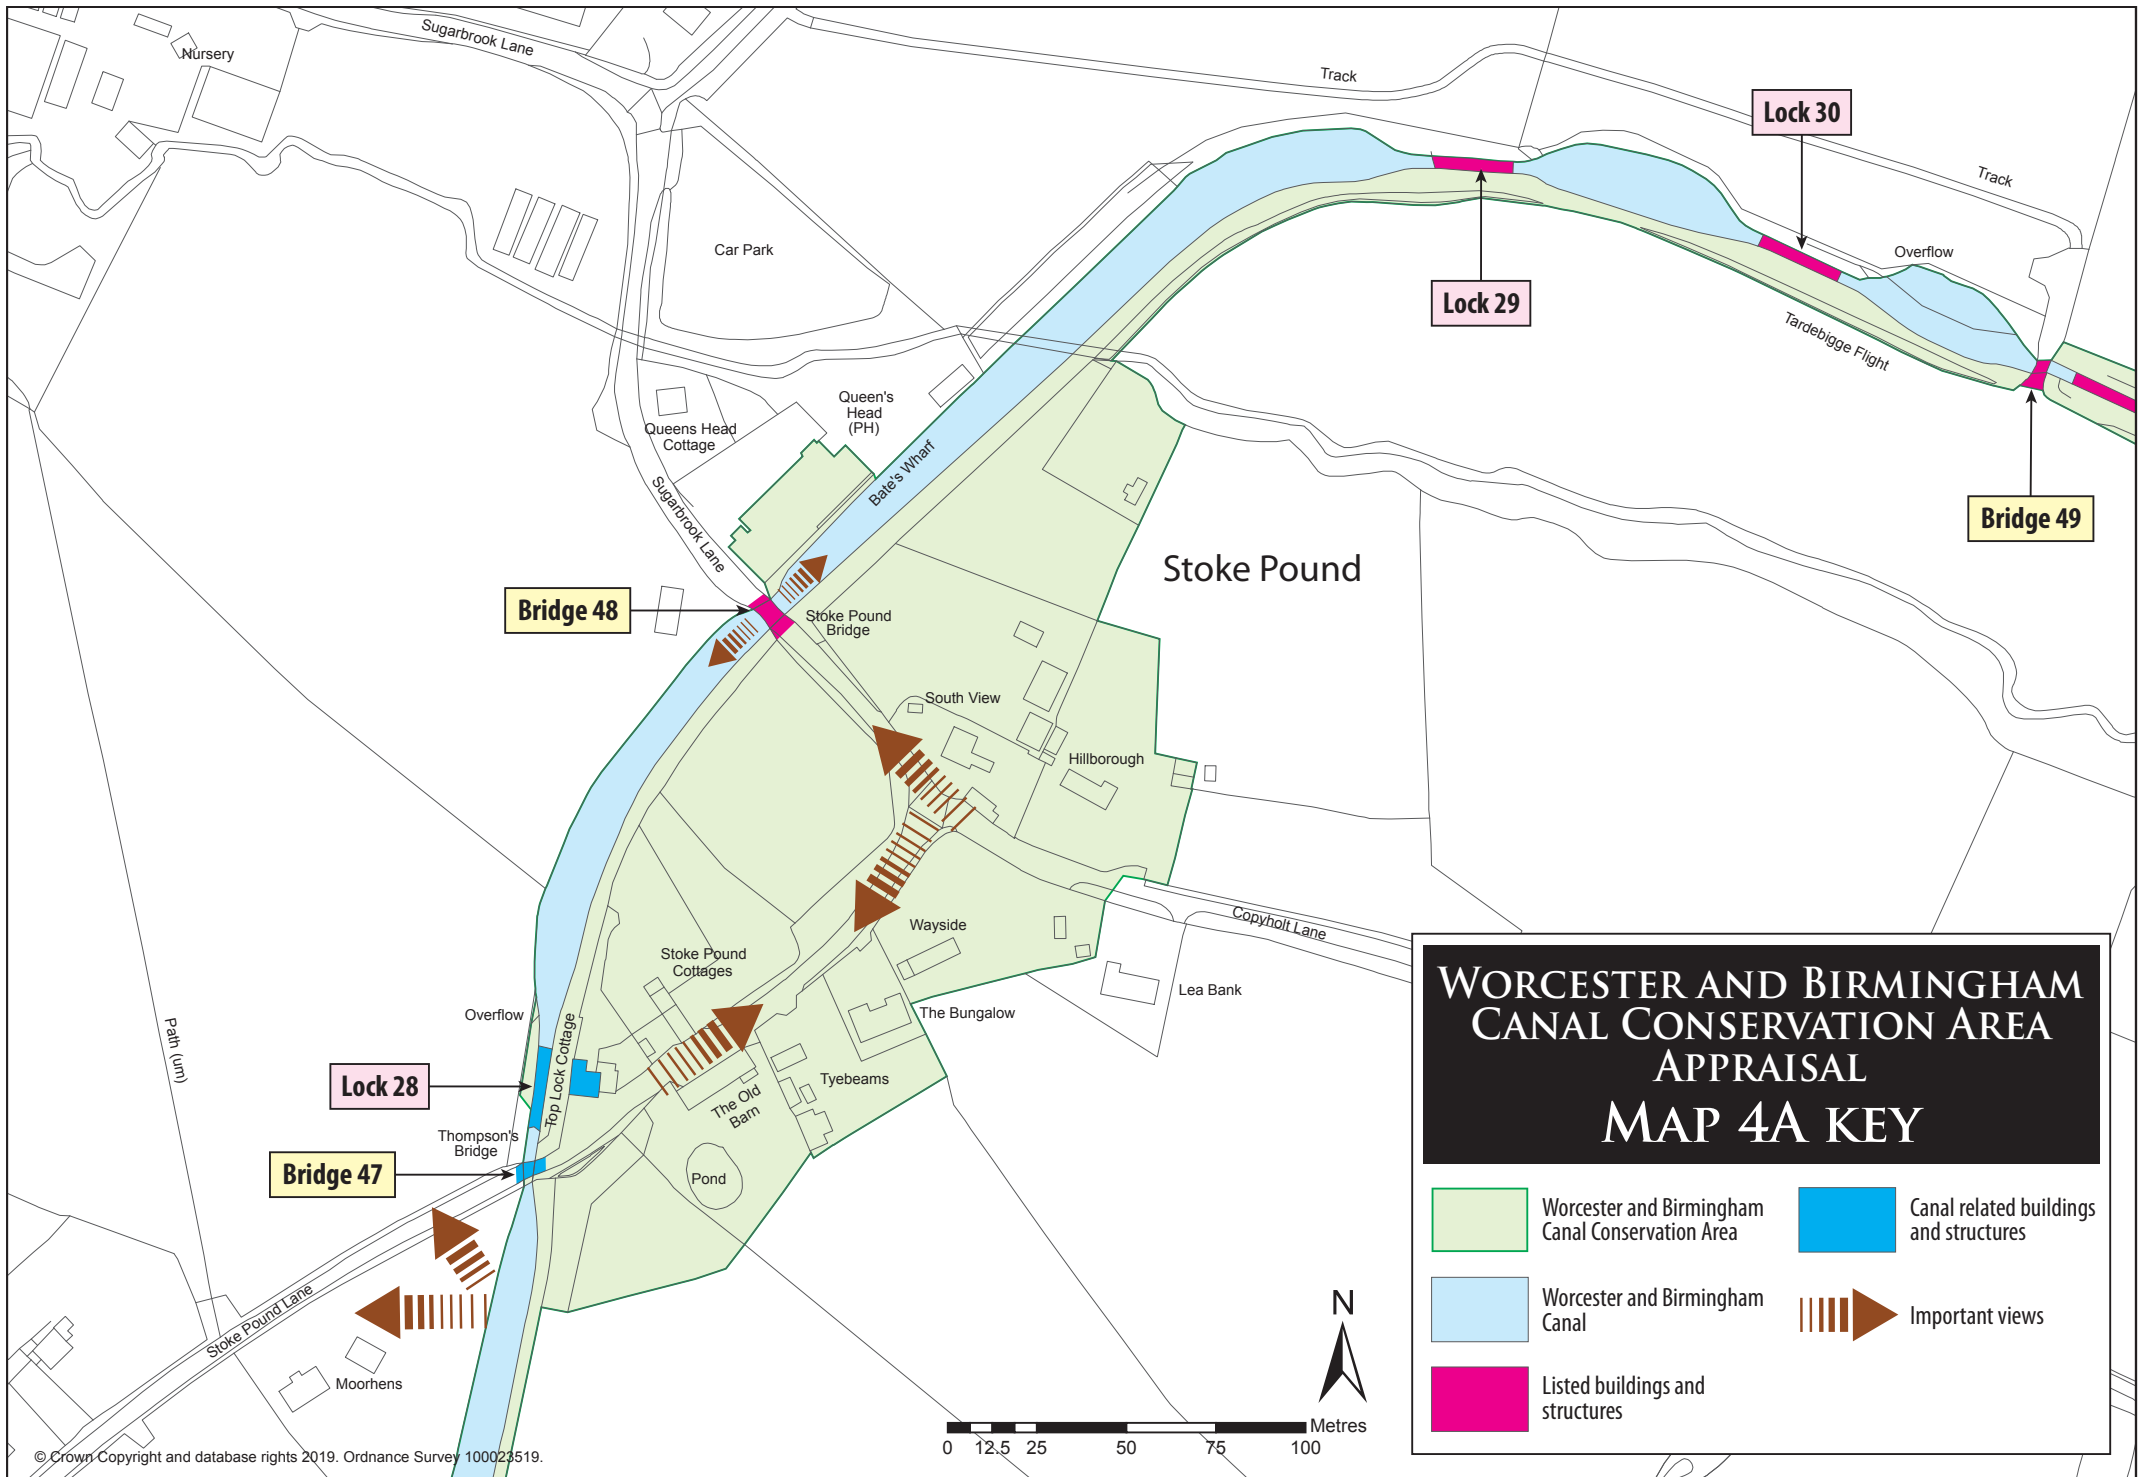 Sugarbrook Lane
Nursery
Track
Lock 30
Track
Car Park
Overflow
Lock 29
Tardebigge Flight
Queen's
Head
(PH)
Queens Head
Cottage
Bate's Wharf
Sugarbrook Lane
Bridge 49
Stoke Pound
Bridge 48
Stoke Pound
Bridge
South View
Hillborough
Copyholt Lane
Wayside
Stoke Pound
Cottages
Lea Bank
The Bungalow
Overflow
Path (um)
Top Lock Cottage
Lock 28
Tyebeams
The Old
Barn
Thompson's
Bridge
Bridge 47
Pond
Stoke Pound Lane
Moorhens
N
Metres
0 12.5 25 50 75 100
© Crown Copyright and database rights 2019. Ordnance Survey 100023519.
Worcester and Birmingham
Canal Conservation Area
Appraisal
Map 4A key
Worcester and Birmingham
Canal Conservation Area
Canal related buildings
and structures
Worcester and Birmingham
Canal
Important views
Listed buildings and
structures